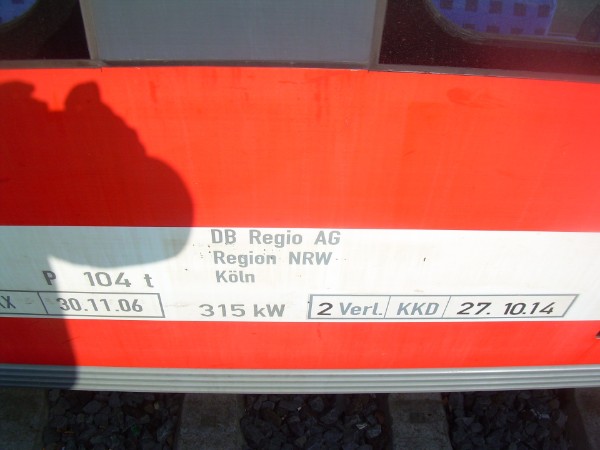 DB Regio AG
Region NRW
Köln
P 104 t
30.11.06
315 kW
2 Verl. KKD 27. 10.14